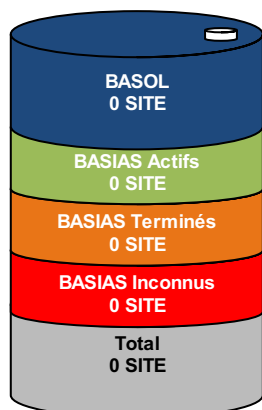 BASOL
0 SITE
BASIAS Actifs
0 SITE
BASIAS Terminés
0 SITE
BASIAS Inconnus
0 SITE
Total
0 SITE